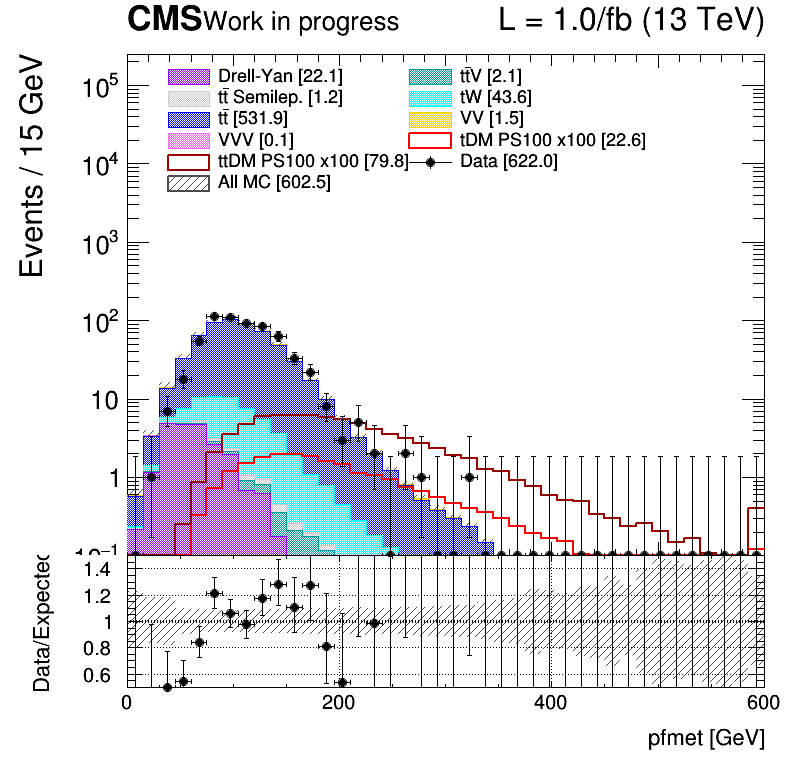 CMS Work in progress L = 1.0/fb (13 TeV)
Events / 15 GeV
Drell-Yan [22.1] tt̄V [2.1]
tt̄ Semilep. [1.2] tW [43.6]
tt̄ [531.9] VV [1.5]
VVV [0.1] tDM PS100 x100 [22.6]
ttDM PS100 x100 [79.8] Data [622.0]
All MC [602.5]
10⁵
10⁴
10³
10²
10
1
10⁻¹
Data/Expected
1.4
1.2
1
0.8
0.6
0 200 400 600
pfmet [GeV]